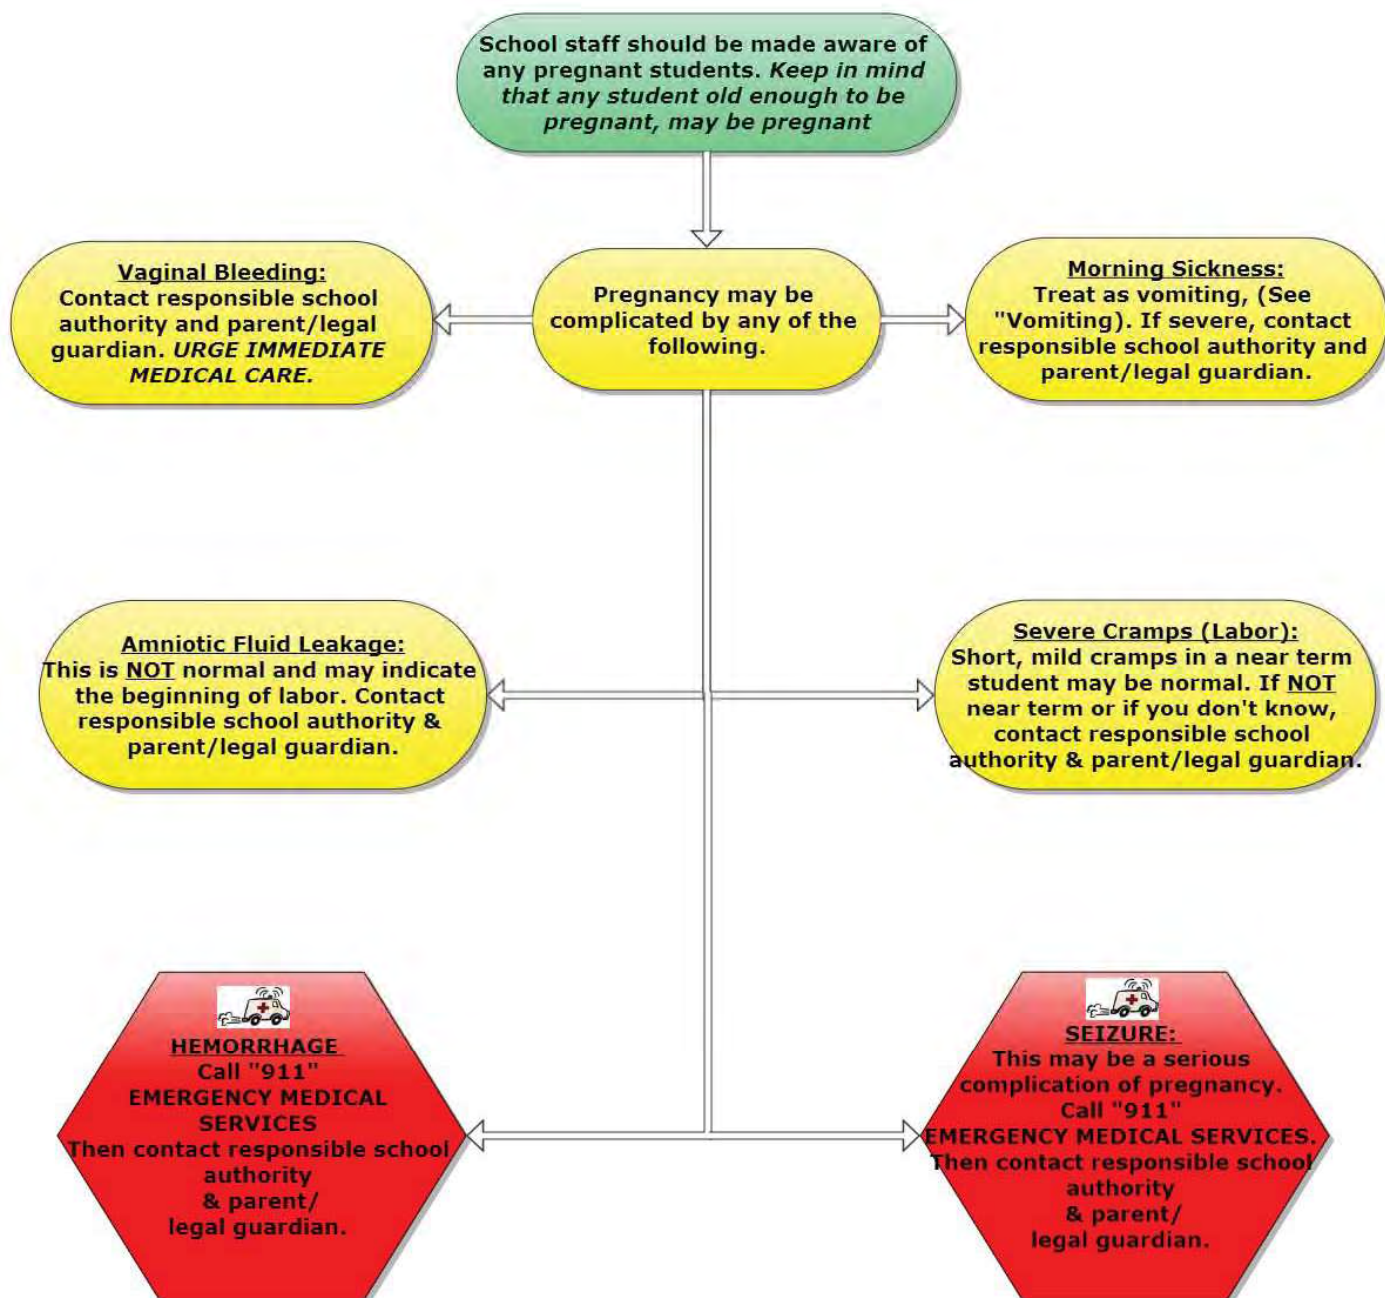 School staff should be made aware of
any pregnant students. Keep in mind
that any student old enough to be
pregnant, may be pregnant
Vaginal Bleeding:
Contact responsible school
authority and parent/legal
guardian. URGE IMMEDIATE
MEDICAL CARE.
Pregnancy may be
complicated by any of the
following.
Morning Sickness:
Treat as vomiting, (See
"Vomiting). If severe, contact
responsible school authority and
parent/legal guardian.
Amniotic Fluid Leakage:
This is NOT normal and may indicate
the beginning of labor. Contact
responsible school authority &
parent/legal guardian.
Severe Cramps (Labor):
Short, mild cramps in a near term
student may be normal. If NOT
near term or if you don't know,
contact responsible school
authority & parent/legal guardian.
HEMORRHAGE
Call "911"
EMERGENCY MEDICAL
SERVICES
Then contact responsible school
authority
& parent/
legal guardian.
SEIZURE:
This may be a serious
complication of pregnancy.
Call "911"
EMERGENCY MEDICAL SERVICES.
Then contact responsible school
authority
& parent/
legal guardian.